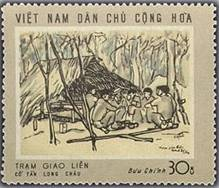 VIỆT NAM DÂN CHỦ CỘNG HÒA
TRẠM GIAO LIÊN
CỔ TẤN LONG CHÂU
Bưu Chính 30đ